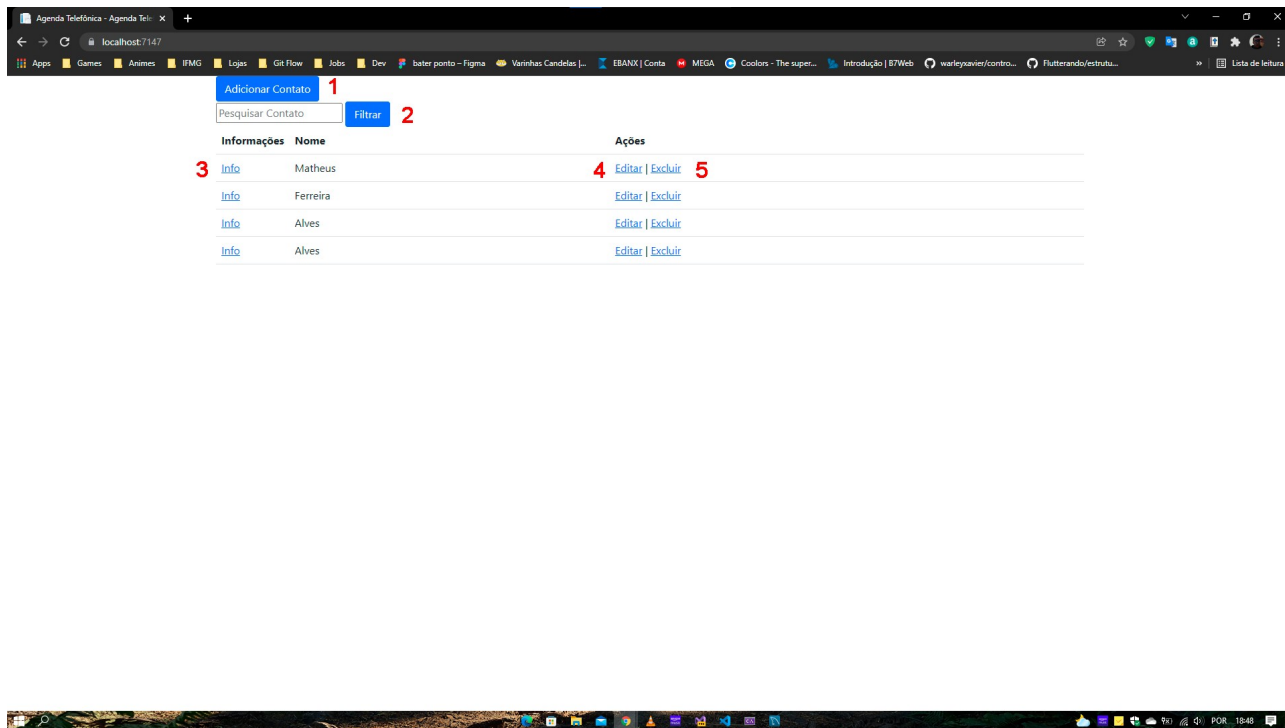 Agenda Telefônica - Agenda Tele
localhost:7147
Apps Games Animes IFMG Lojas Git Flow Jobs Dev bater ponto – Figma Varinhas Candelas |... EBANX | Conta MEGA Coolors - The super... Introdução | B7Web warleyxavier/contro... Flutterando/estrutu... » Lista de leitura
Adicionar Contato 1
Pesquisar Contato Filtrar 2
Informações Nome Ações
3 Info Matheus 4 Editar | Excluir 5
Info Ferreira Editar | Excluir
Info Alves Editar | Excluir
Info Alves Editar | Excluir
POR 18:48